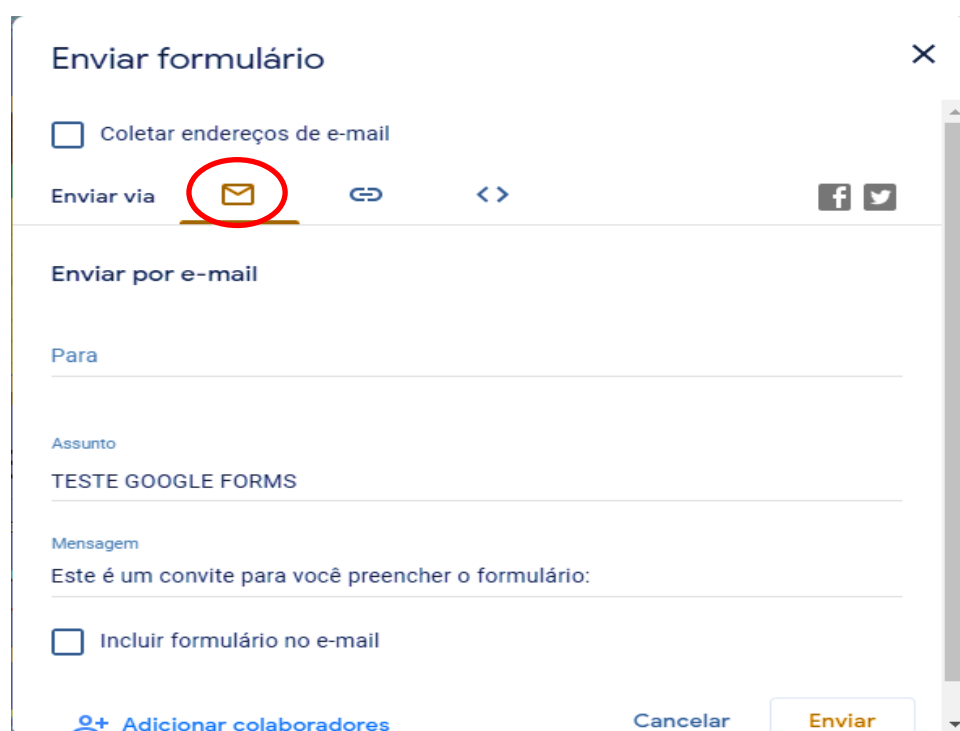 Enviar formulário
Coletar endereços de e-mail
Enviar via
Enviar por e-mail
Para
Assunto
TESTE GOOGLE FORMS
Mensagem
Este é um convite para você preencher o formulário:
Incluir formulário no e-mail
Adicionar colaboradores Cancelar Enviar